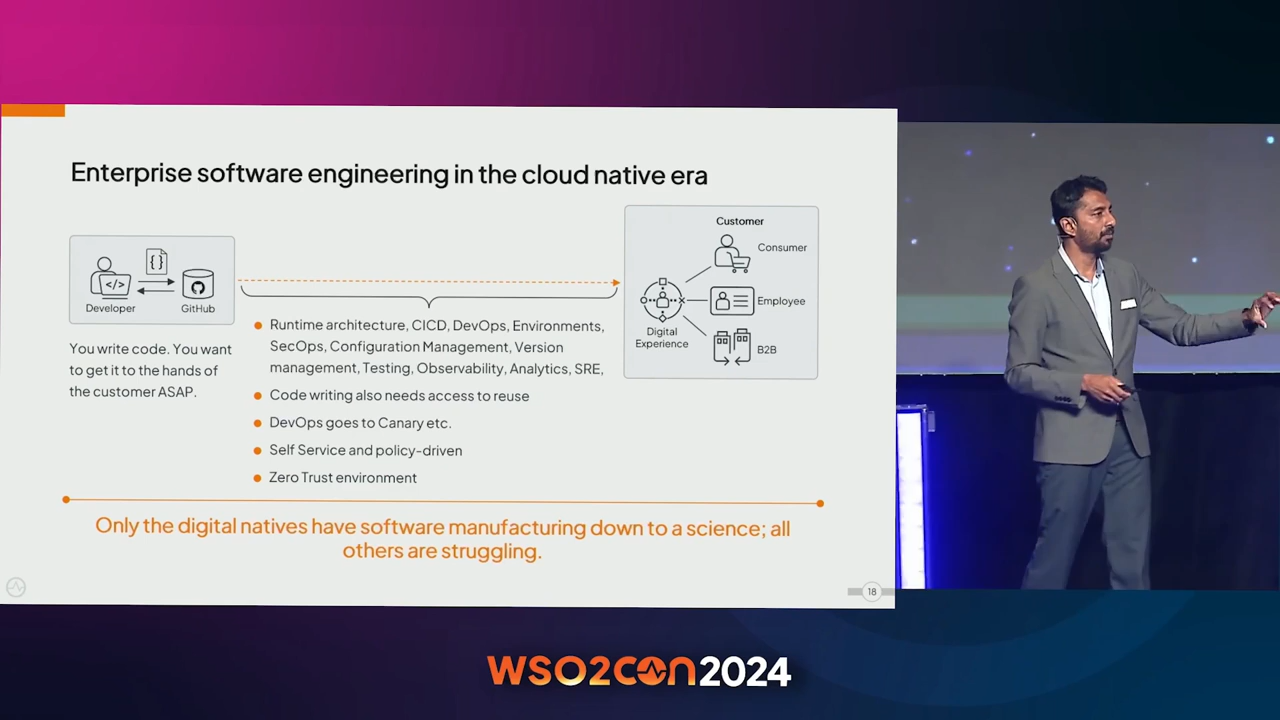 Enterprise software engineering in the cloud native era
{ }
</>
Developer
GitHub
You write code. You want
to get it to the hands of
the customer ASAP.
Runtime architecture, CICD, DevOps, Environments,
SecOps, Configuration Management, Version
management, Testing, Observability, Analytics, SRE,
Code writing also needs access to reuse
DevOps goes to Canary etc.
Self Service and policy-driven
Zero Trust environment
Customer
Consumer
Digital
Experience
Employee
B2B
Only the digital natives have software manufacturing down to a science; all
others are struggling.
18
WSO2CON2024